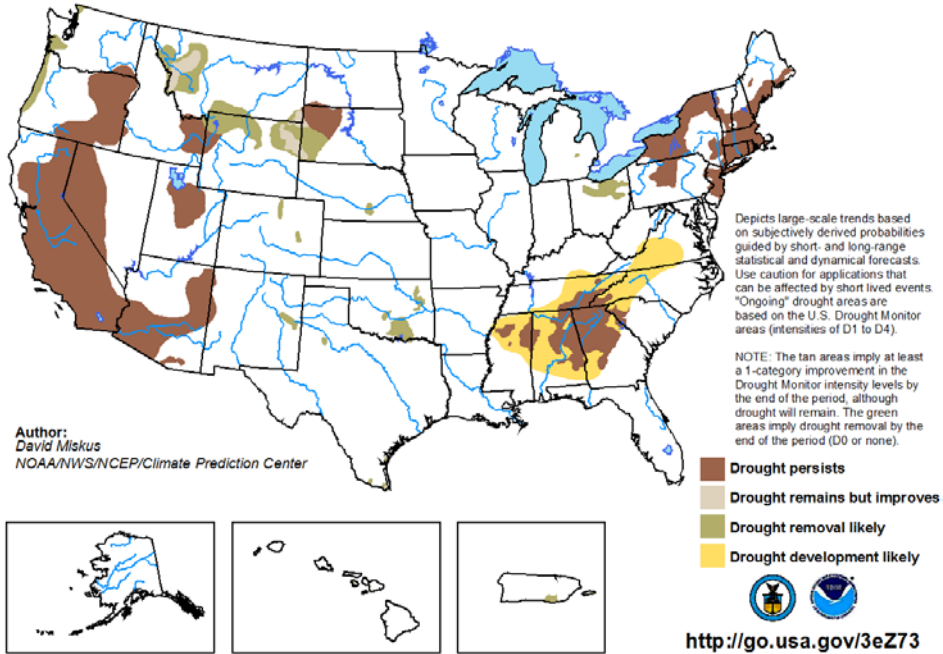 Depicts large-scale trends based
on subjectively derived probabilities
guided by short- and long-range
statistical and dynamical forecasts.
Use caution for applications that
can be affected by short lived events.
"Ongoing" drought areas are
based on the U.S. Drought Monitor
areas (intensities of D1 to D4).
NOTE: The tan areas imply at least
a 1-category improvement in the
Drought Monitor intensity levels by
the end of the period, although
drought will remain. The green
areas imply drought removal by the
end of the period (D0 or none).
Author:
David Miskus
NOAA/NWS/NCEP/Climate Prediction Center
Drought persists
Drought remains but improves
Drought removal likely
Drought development likely
http://go.usa.gov/3eZ73